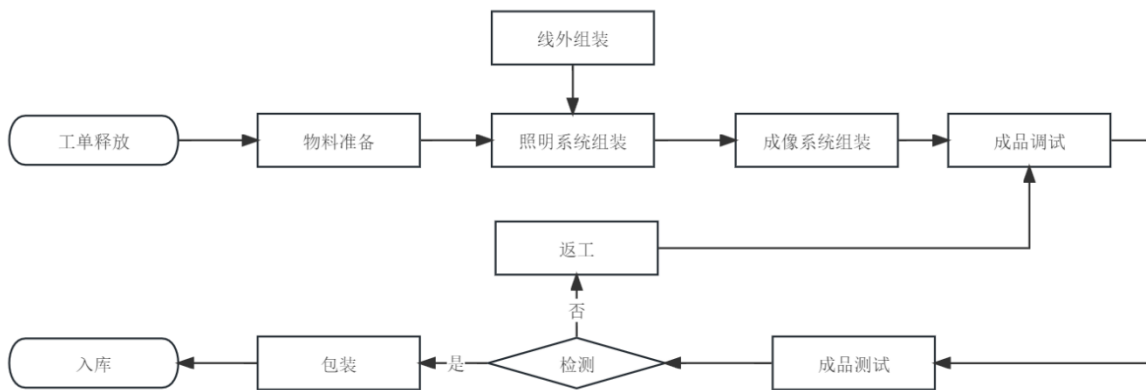 线外组装
工单释放
物料准备
照明系统组装
成像系统组装
成品调试
返工
否
入库
包装
是
检测
成品测试